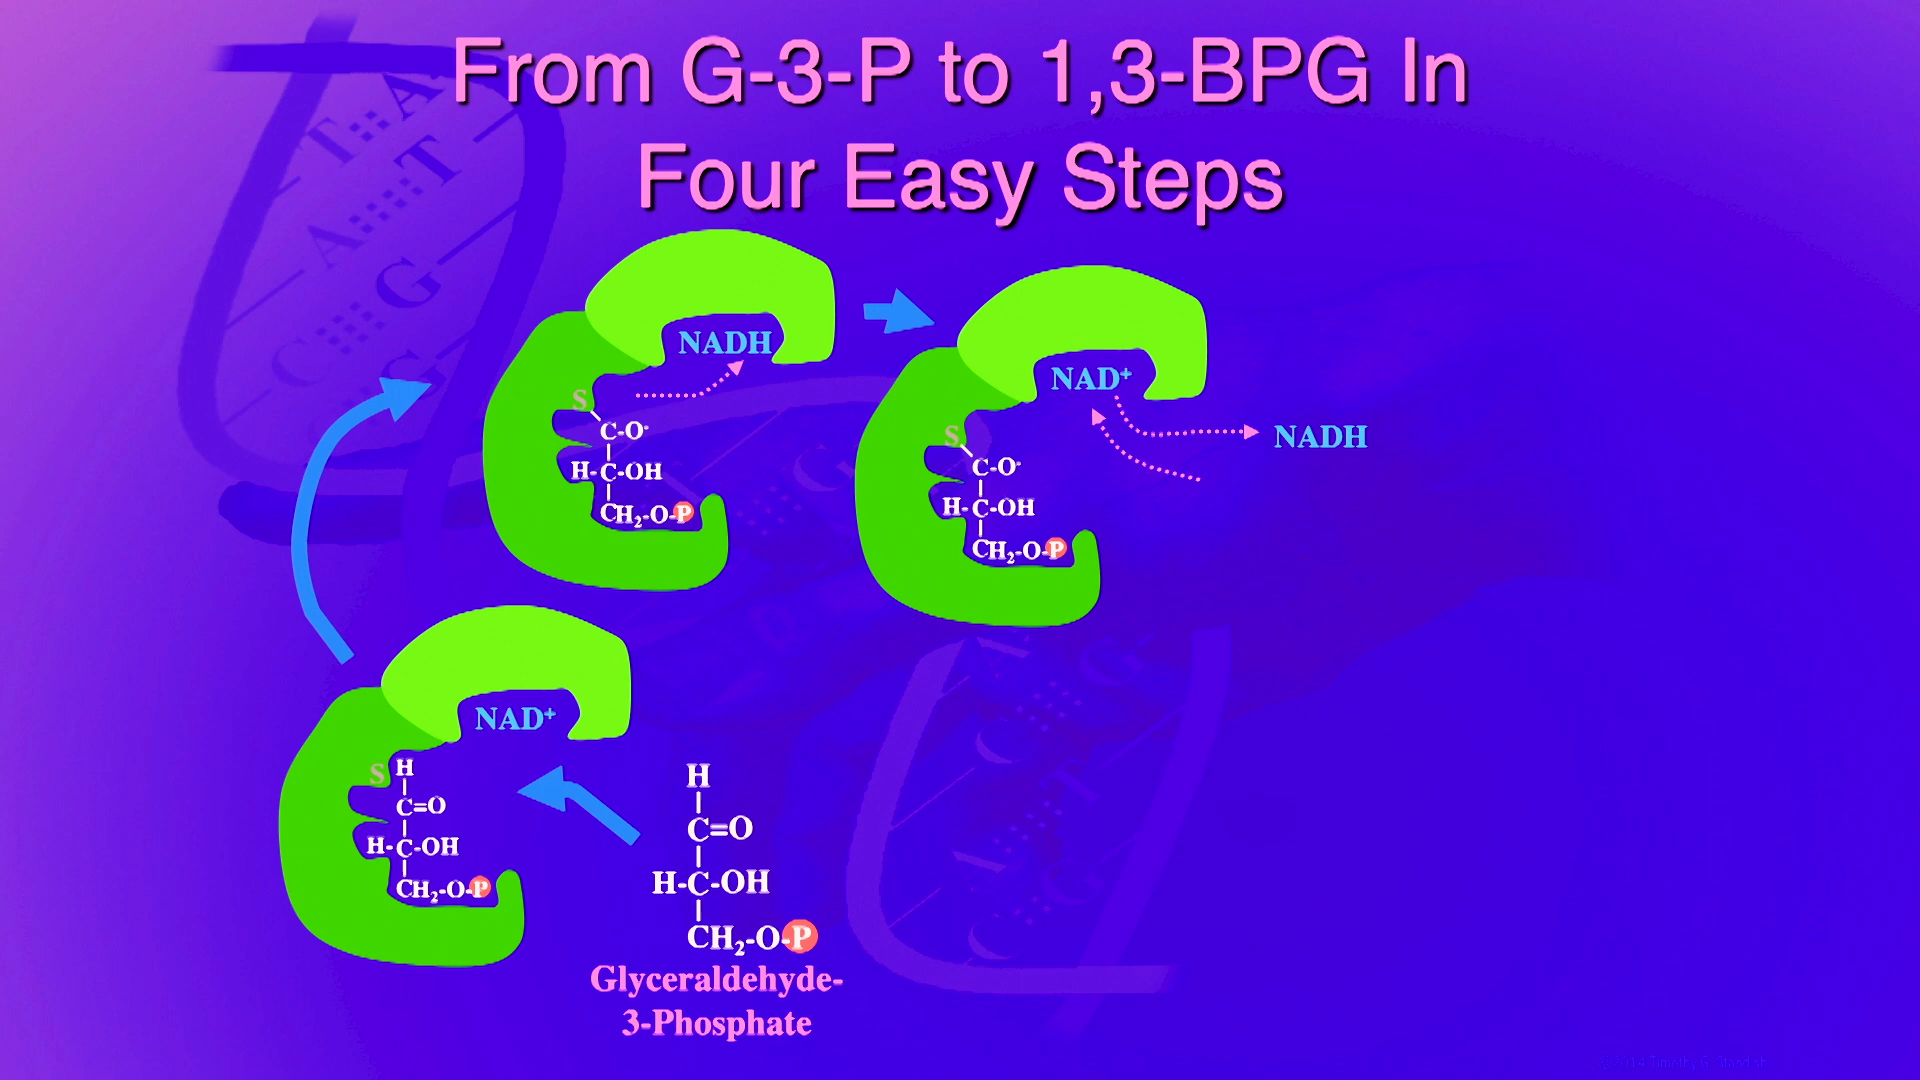 From G-3-P to 1,3-BPG In
Four Easy Steps
NADH
S
C-O-
H-C-OH
CH2-O-P
NAD+
NADH
S
C-O-
H-C-OH
CH2-O-P
NAD+
S H
C=O
H-C-OH
CH2-O-P
H
C=O
H-C-OH
CH2-O-P
Glyceraldehyde-
3-Phosphate
T A
A T
C G
G